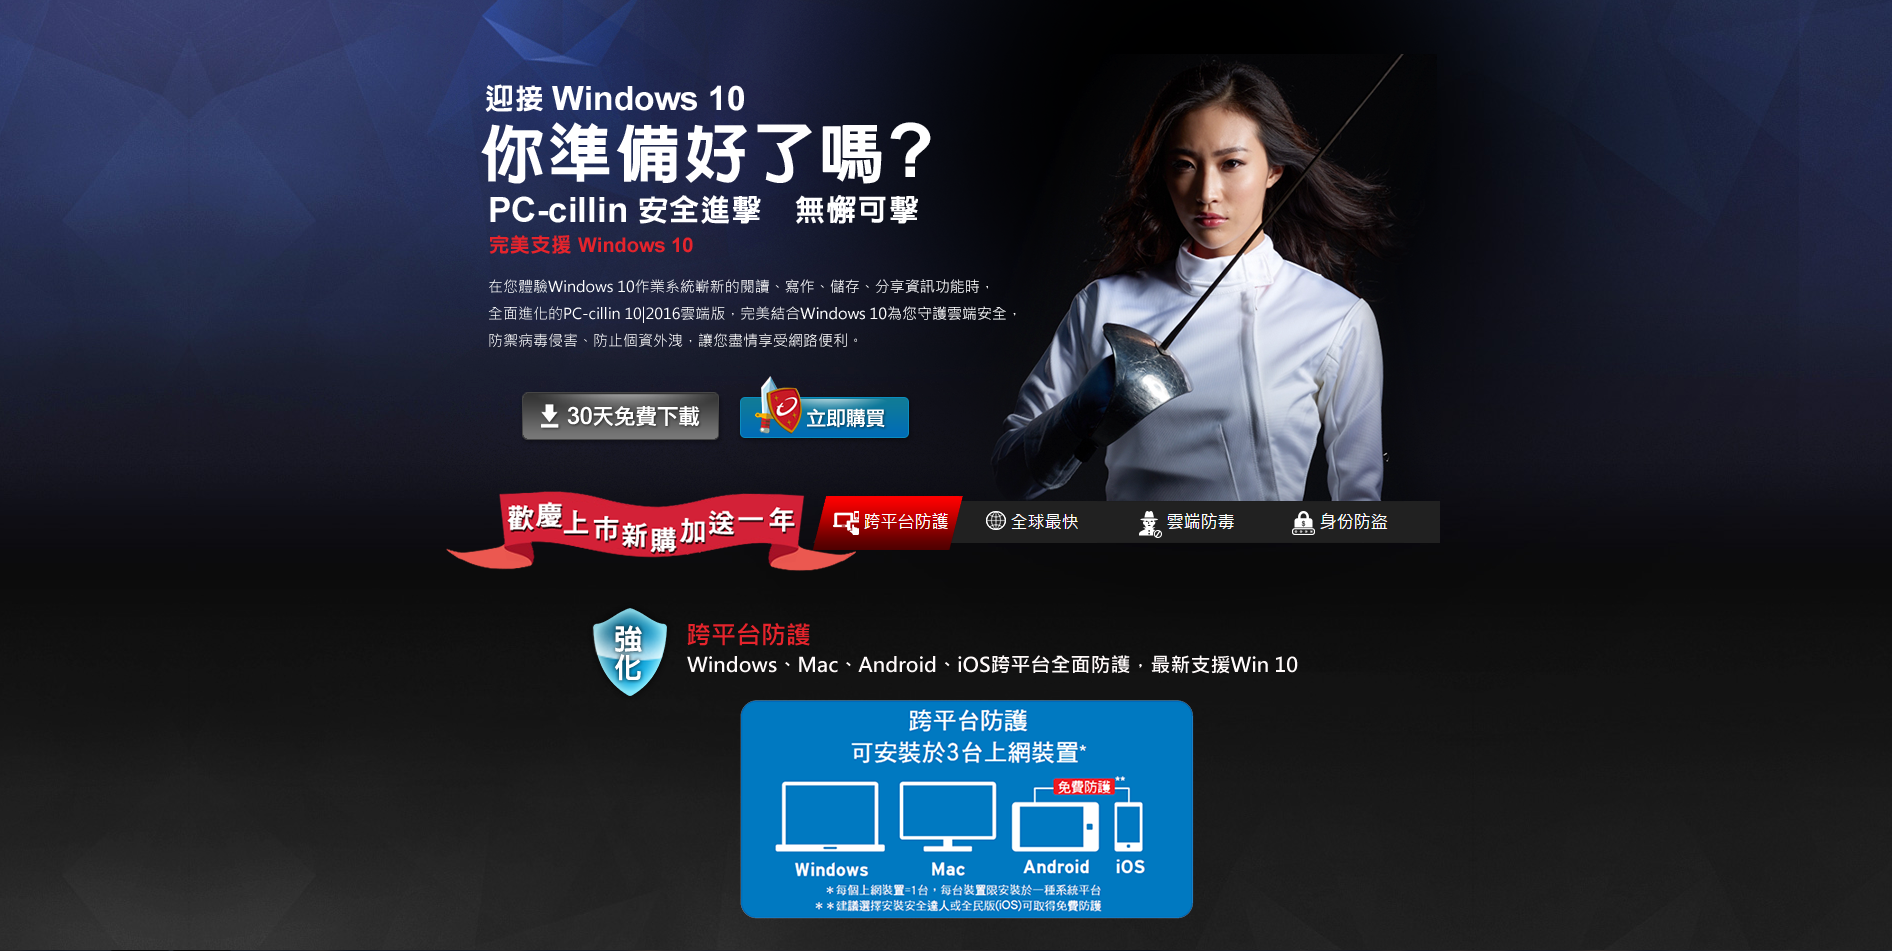 迎接 Windows 10
你準備好了嗎?
PC-cillin 安全進擊 無懈可擊
完美支援 Windows 10
在您體驗Windows 10作業系統嶄新的閱讀、寫作、儲存、分享資訊功能時，
全面進化的PC-cillin 10|2016雲端版，完美結合Windows 10為您守護雲端安全，
防禦病毒侵害、防止個資外洩，讓您盡情享受網路便利。
30天免費下載
立即購買
歡慶上市新購加送一年
跨平台防護
全球最快
雲端防毒
身份防盜
強化
跨平台防護
Windows、Mac、Android、iOS跨平台全面防護，最新支援Win 10
跨平台防護
可安裝於3台上網裝置*
免費防護**
Windows
Mac
Android
iOS
＊每個上網裝置=1台，每台裝置限安裝於一種系統平台
＊＊建議選擇安裝安全達人或全民版(iOS)可取得免費防護